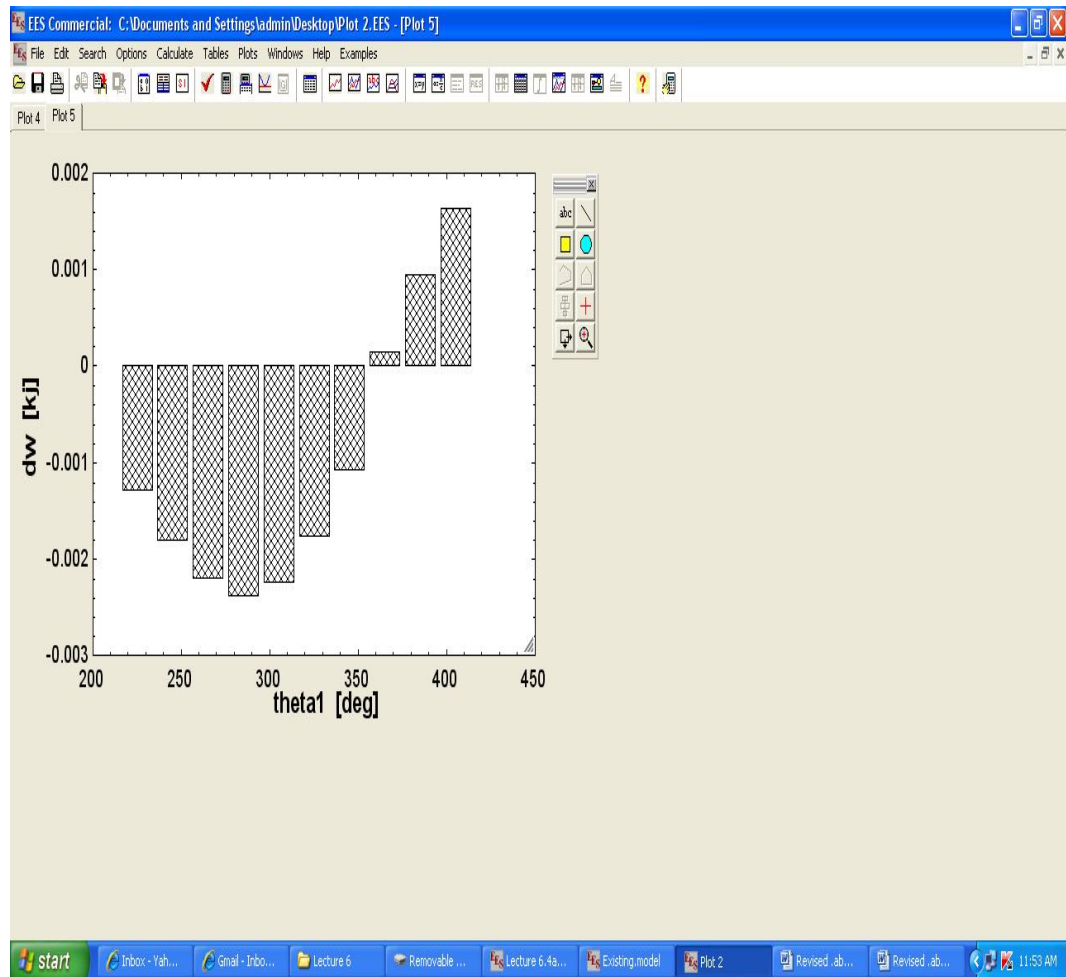 EES Commercial: C:\Documents and Settings\admin\Desktop\Plot 2.EES - [Plot 5]
File Edit Search Options Calculate Tables Plots Windows Help Examples
Plot 4 Plot 5
abc
0.002
0.001
0
-0.001
-0.002
-0.003
dw [kj]
200 250 300 350 400 450
theta1 [deg]
start Inbox - Yah... Gmail - Inbo... Lecture 6 Removable ... Lecture 6.4a... Existing.model Plot 2 Revised .ab... Revised .ab... 11:53 AM